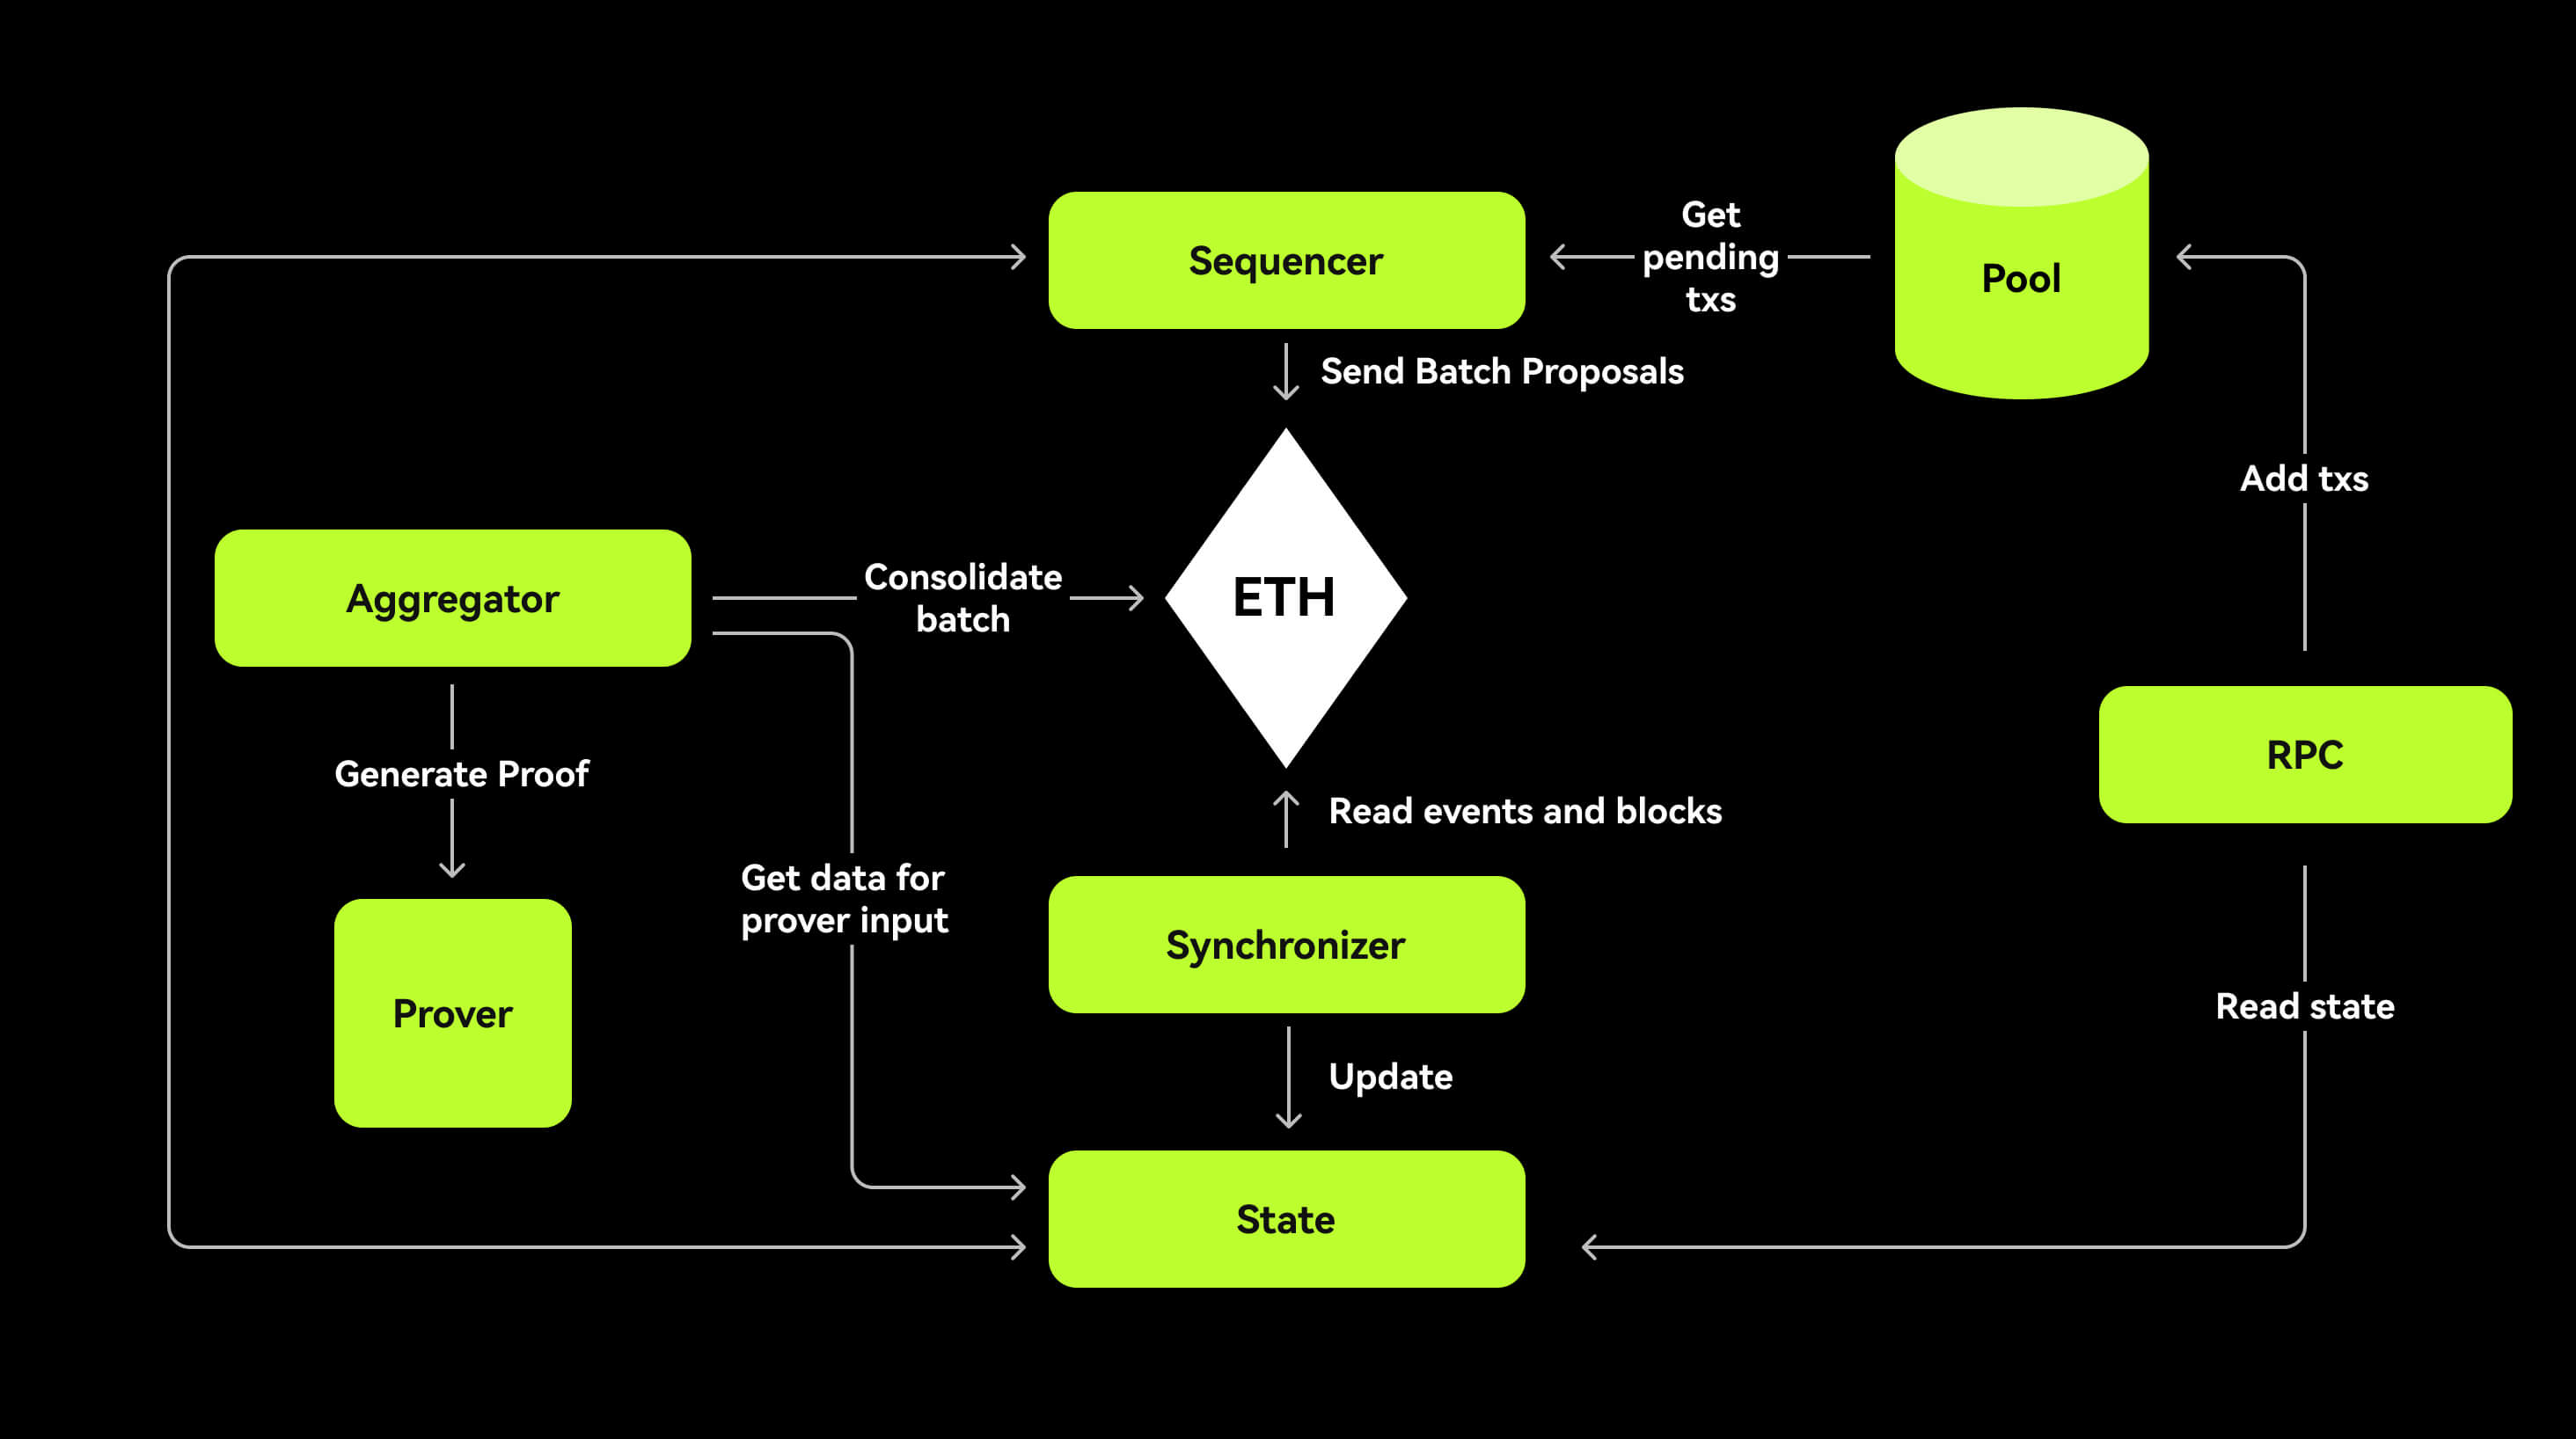 Sequencer
Get
pending
txs
Pool
Send Batch Proposals
Add txs
Aggregator
Consolidate
batch
ETH
Generate Proof
RPC
Read events and blocks
Get data for
prover input
Synchronizer
Prover
Read state
Update
State